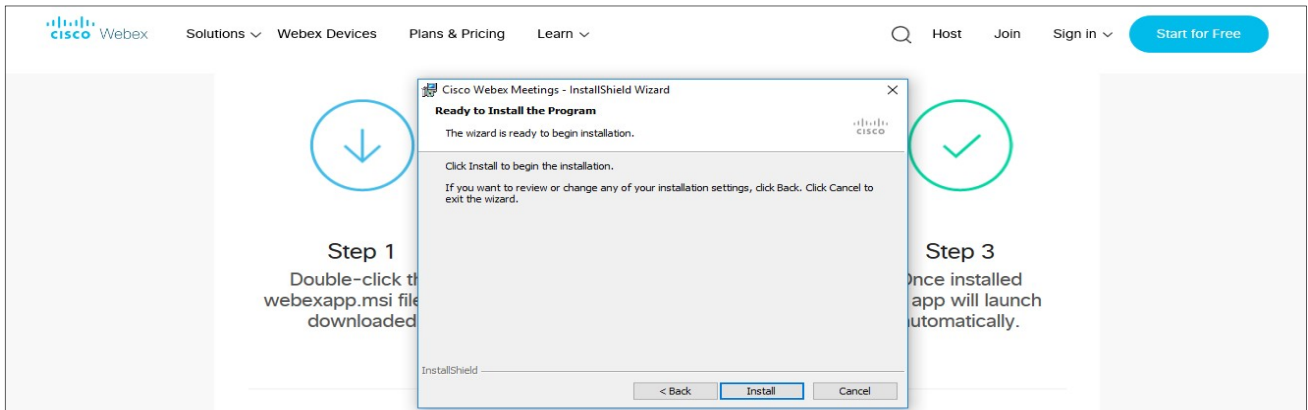 CISCO Webex Solutions Webex Devices Plans & Pricing Learn Host Join Sign in Start for Free
Cisco Webex Meetings - InstallShield Wizard
Ready to Install the Program
The wizard is ready to begin installation.
CISCO
Click Install to begin the installation.
If you want to review or change any of your installation settings, click Back. Click Cancel to
exit the wizard.
InstallShield
< Back Install Cancel
Step 1
Double-click
webexapp.msi
downloaded
Step 3
installed
app will launch
automatically.